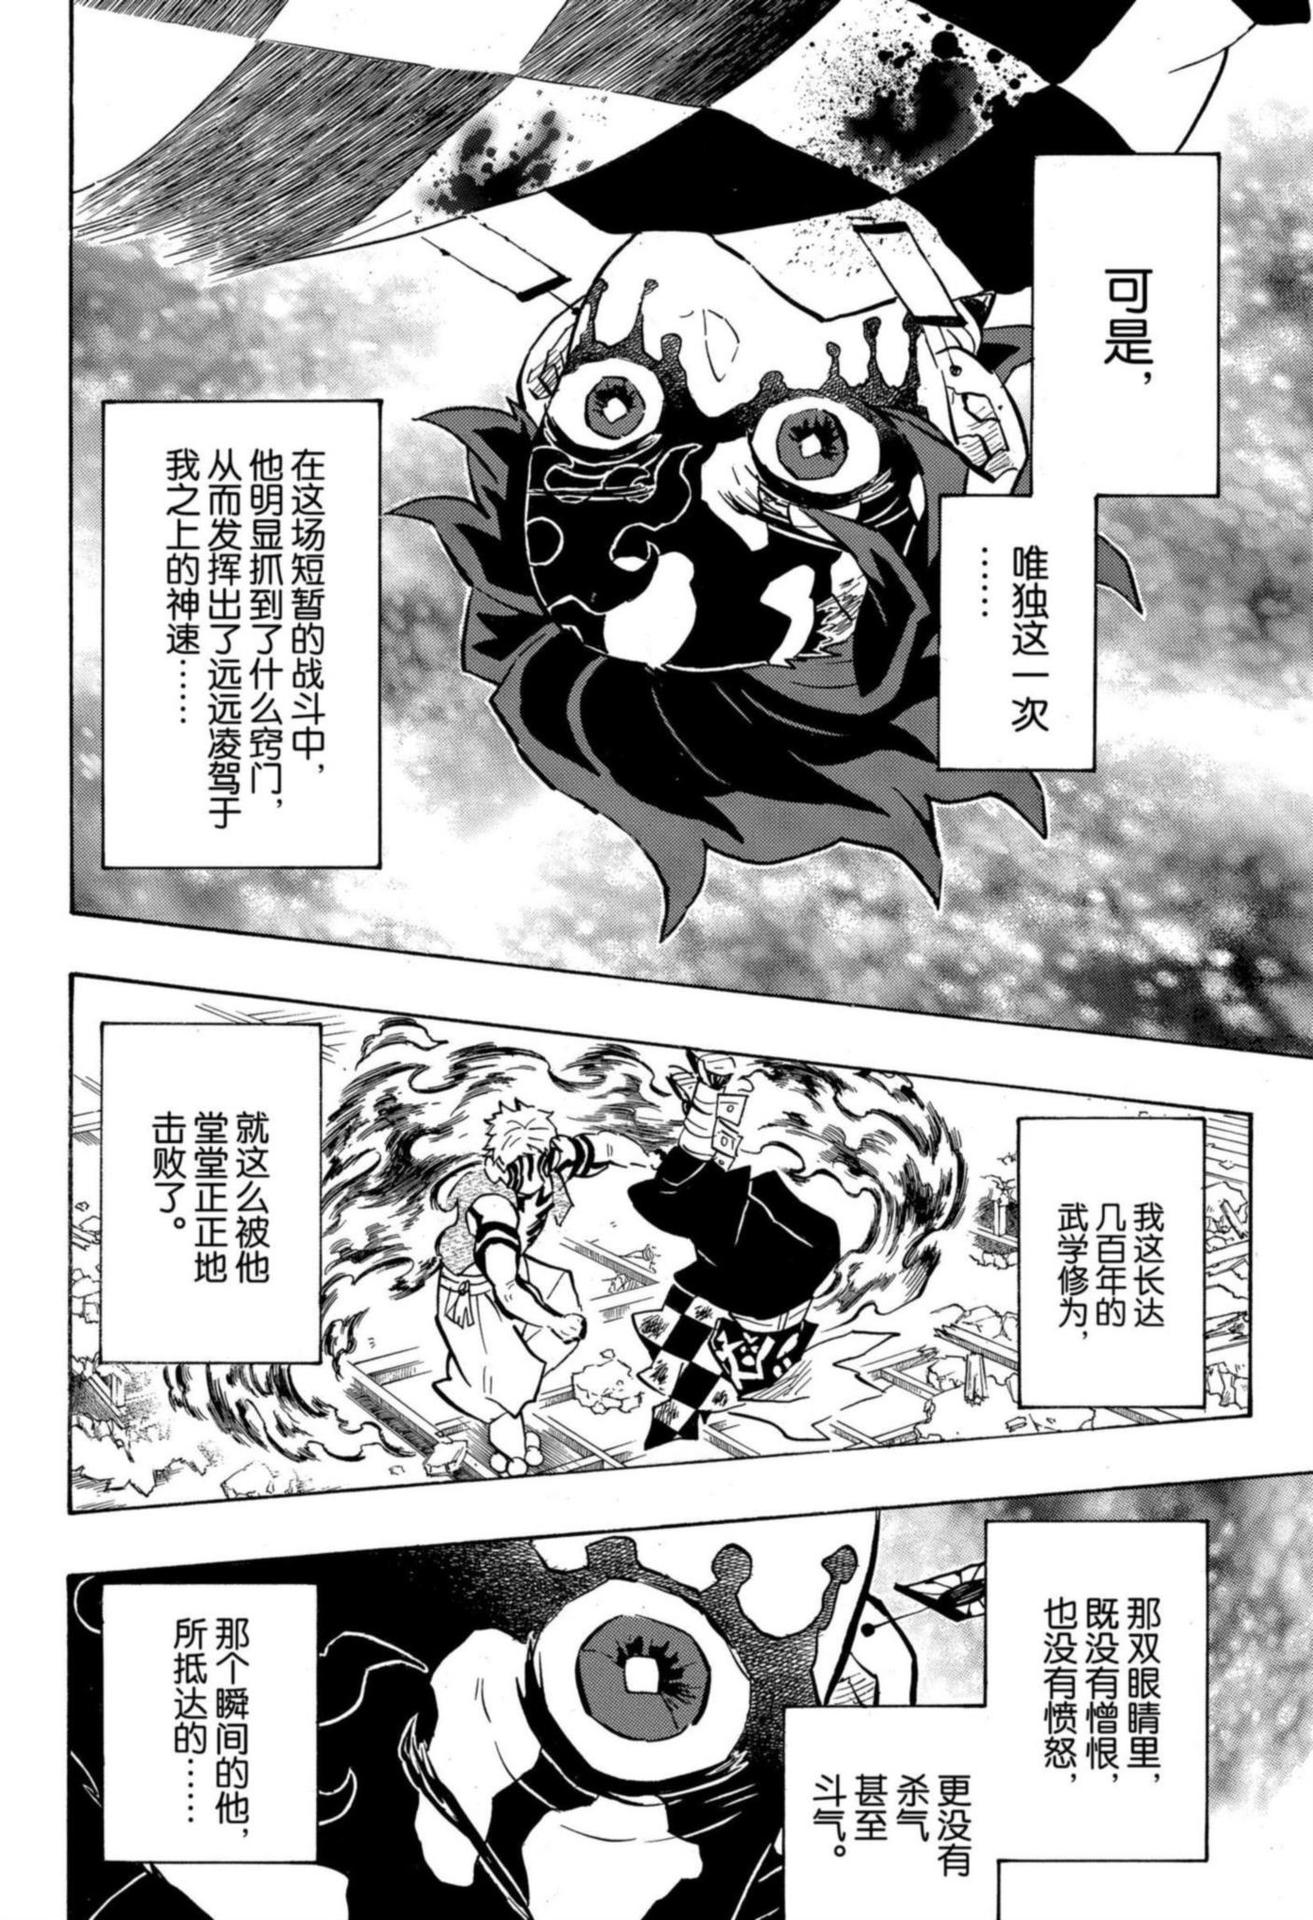 可是，
唯独这一次
……
在这场短暂的战斗中，
他明显抓到了什么窍门，
从而发挥出了远远凌驾于
我之上的神速……
我这长达
几百年的
武学修为，
就这么被他
堂堂正正地
击败了。
那双眼睛里，
既没有憎恨，
也没有愤怒，
更没有
杀气
甚至
斗气。
那个瞬间的他，
所抵达的……